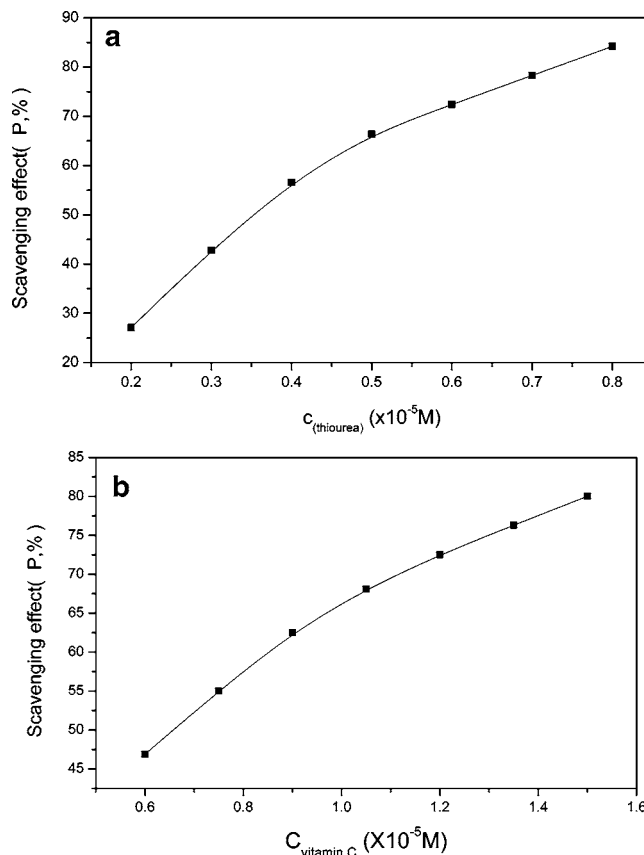 a
Scavenging effect( P,%)
90
80
70
60
50
40
30
20
0.2 0.3 0.4 0.5 0.6 0.7 0.8
c(thiourea) (x10-5M)
b
Scavenging effect( P,%)
85
80
75
70
65
60
55
50
45
0.6 0.8 1.0 1.2 1.4 1.6
Cvitamin C (X10-5M)